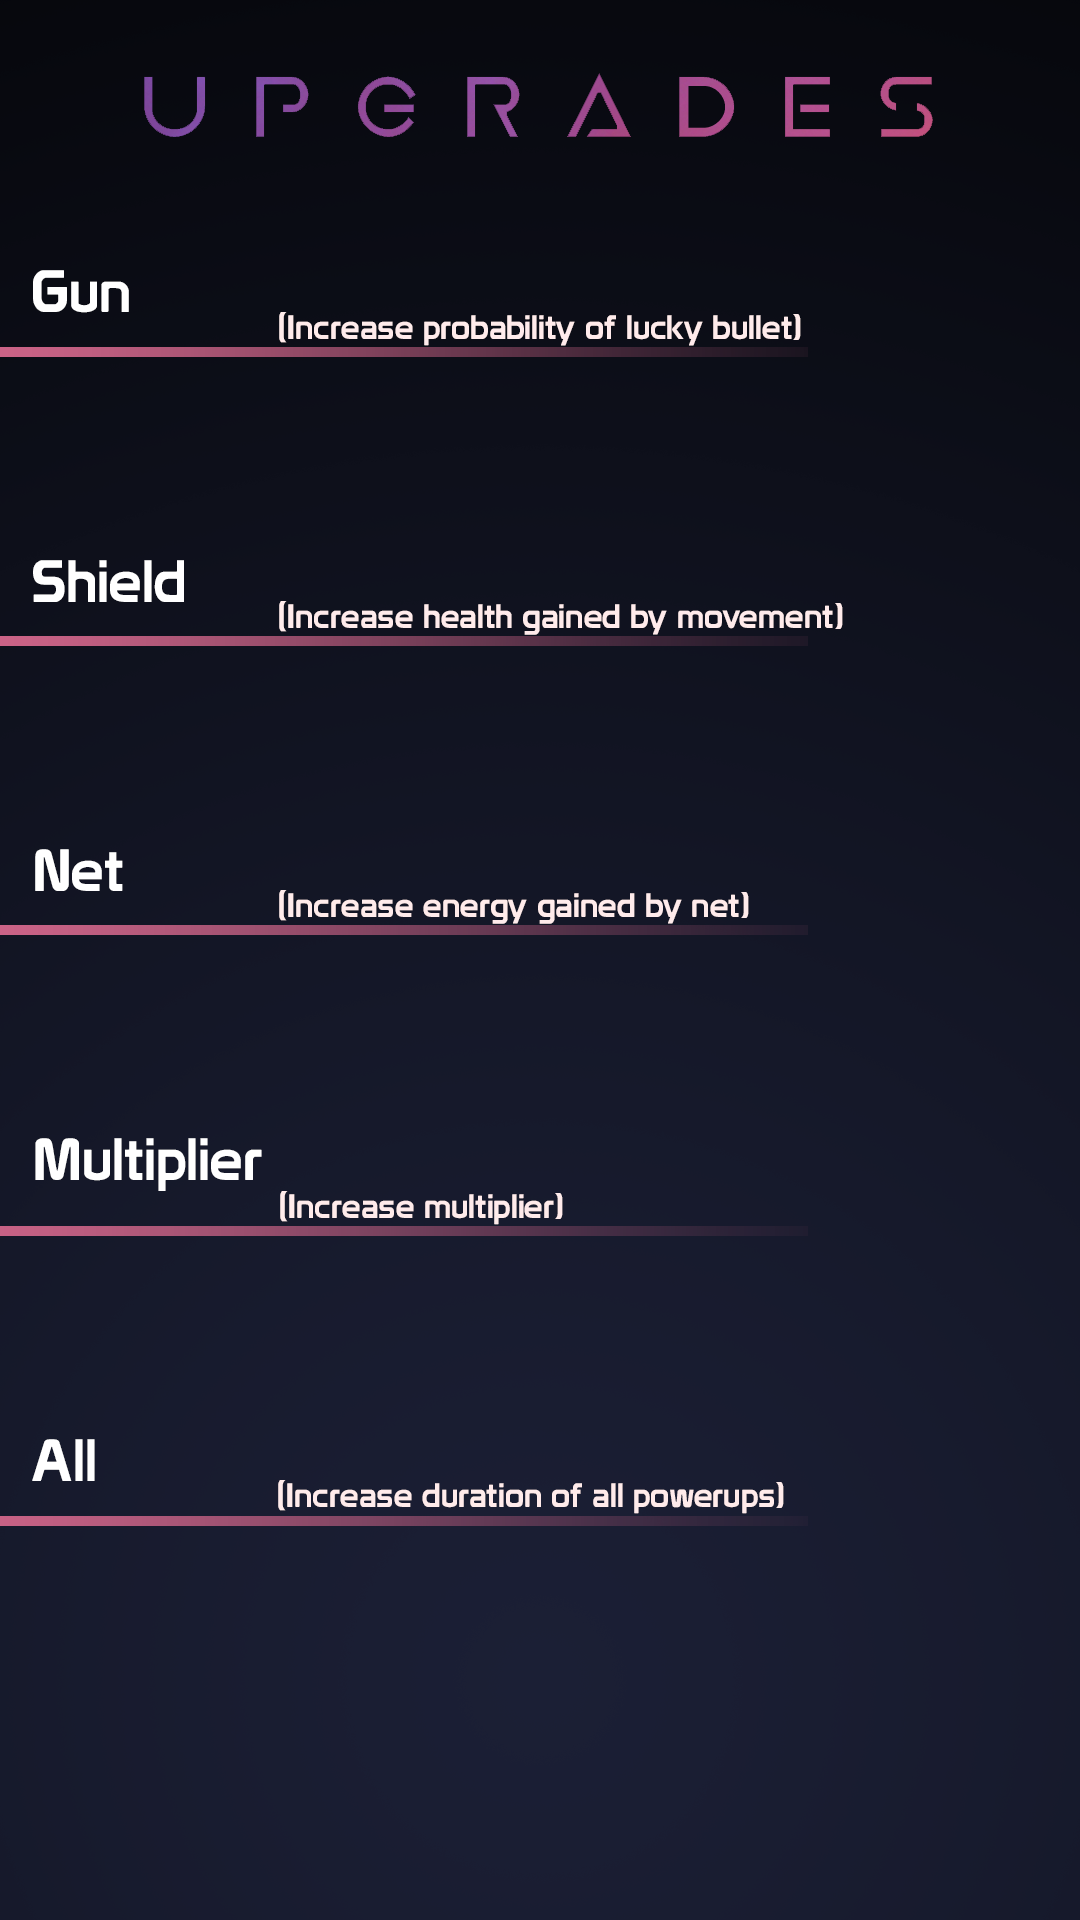 UPGRADES
Gun
(Increase probability of lucky bullet)
Shield
(Increase health gained by movement)
Net
(Increase energy gained by net)
Multiplier
(Increase multiplier)
All
(Increase duration of all powerups)